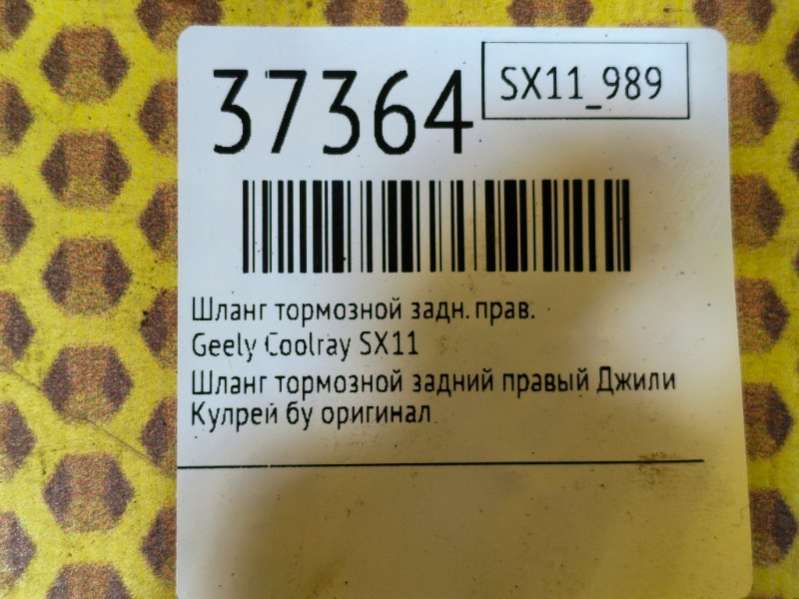 37364
SX11_989
Шланг тормозной задн. прав.
Geely Coolray SX11
Шланг тормозной задний правый Джили
Кулрей бу оригинал